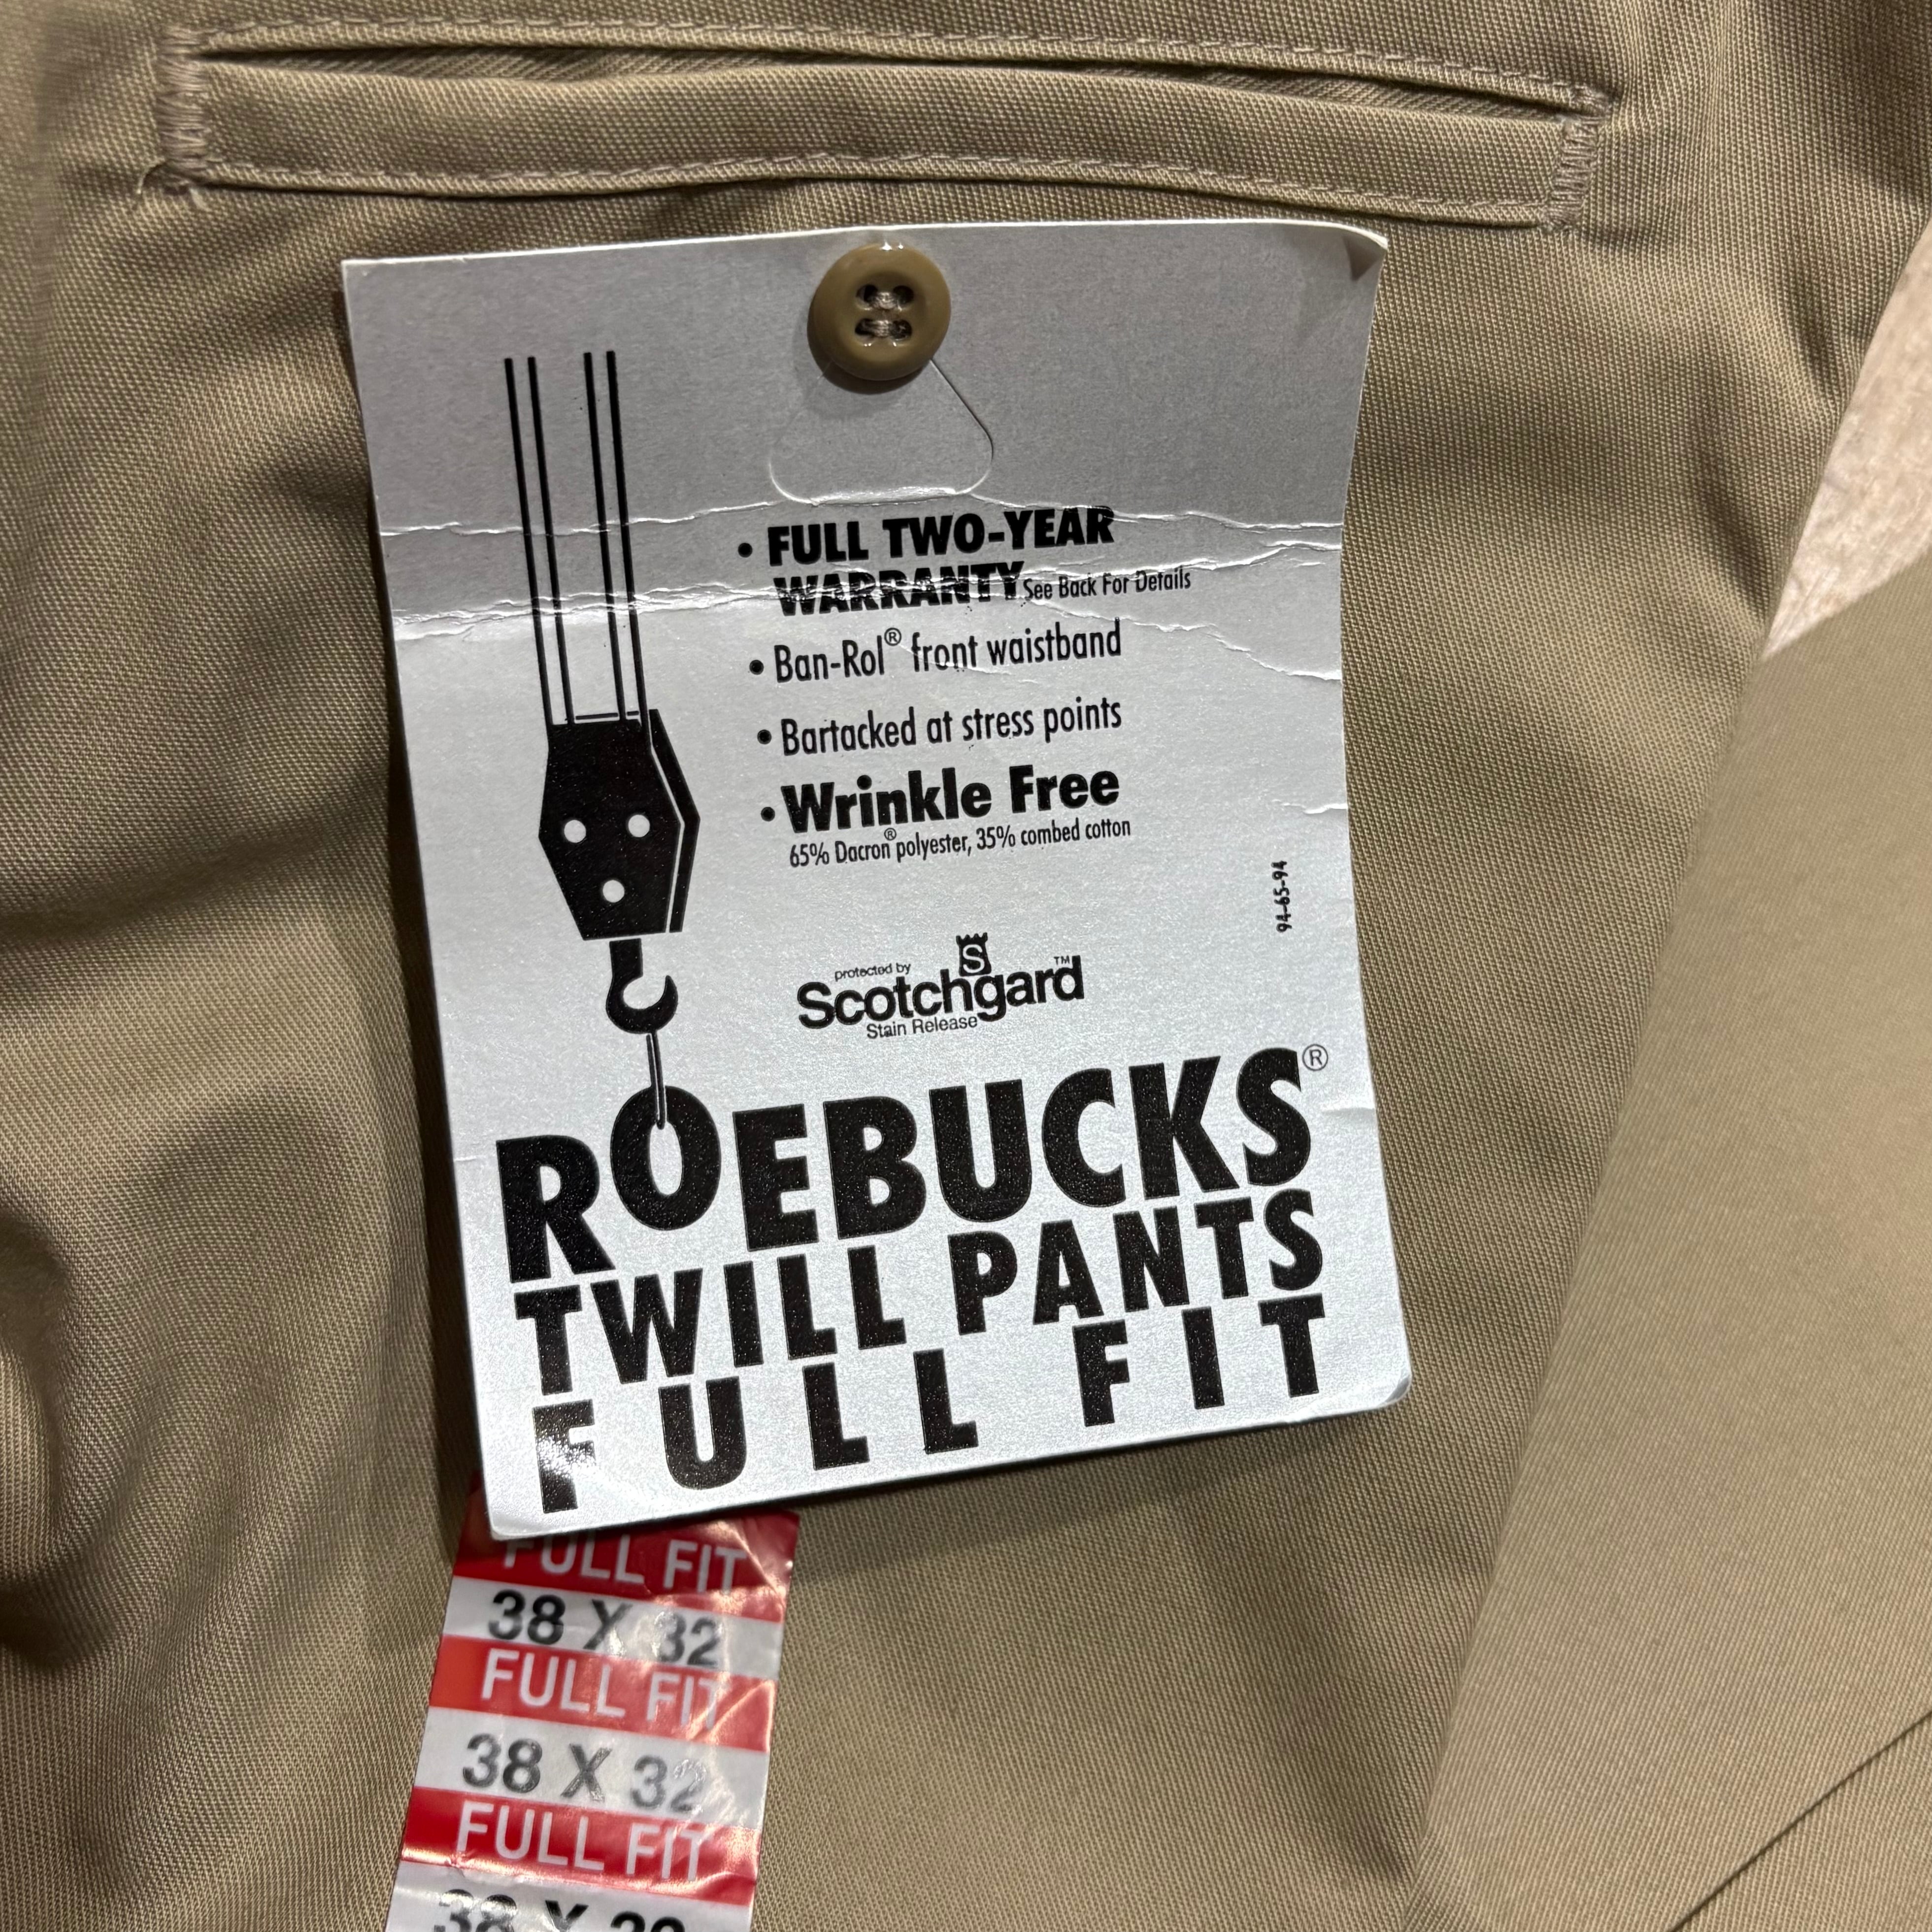 • FULL TWO-YEAR
WARRANTY See Back For Details
• Ban-Rol® front waistband
• Bartacked at stress points
• Wrinkle Free
65% Dacron® polyester, 35% combed cotton
94-65-94
protected by
S
Scotchgard™
Stain Release
ROEBUCKS®
TWILL PANTS
FULL FIT
FULL FIT
38 X 32
FULL FIT
38 X 32
FULL FIT
38 X 32